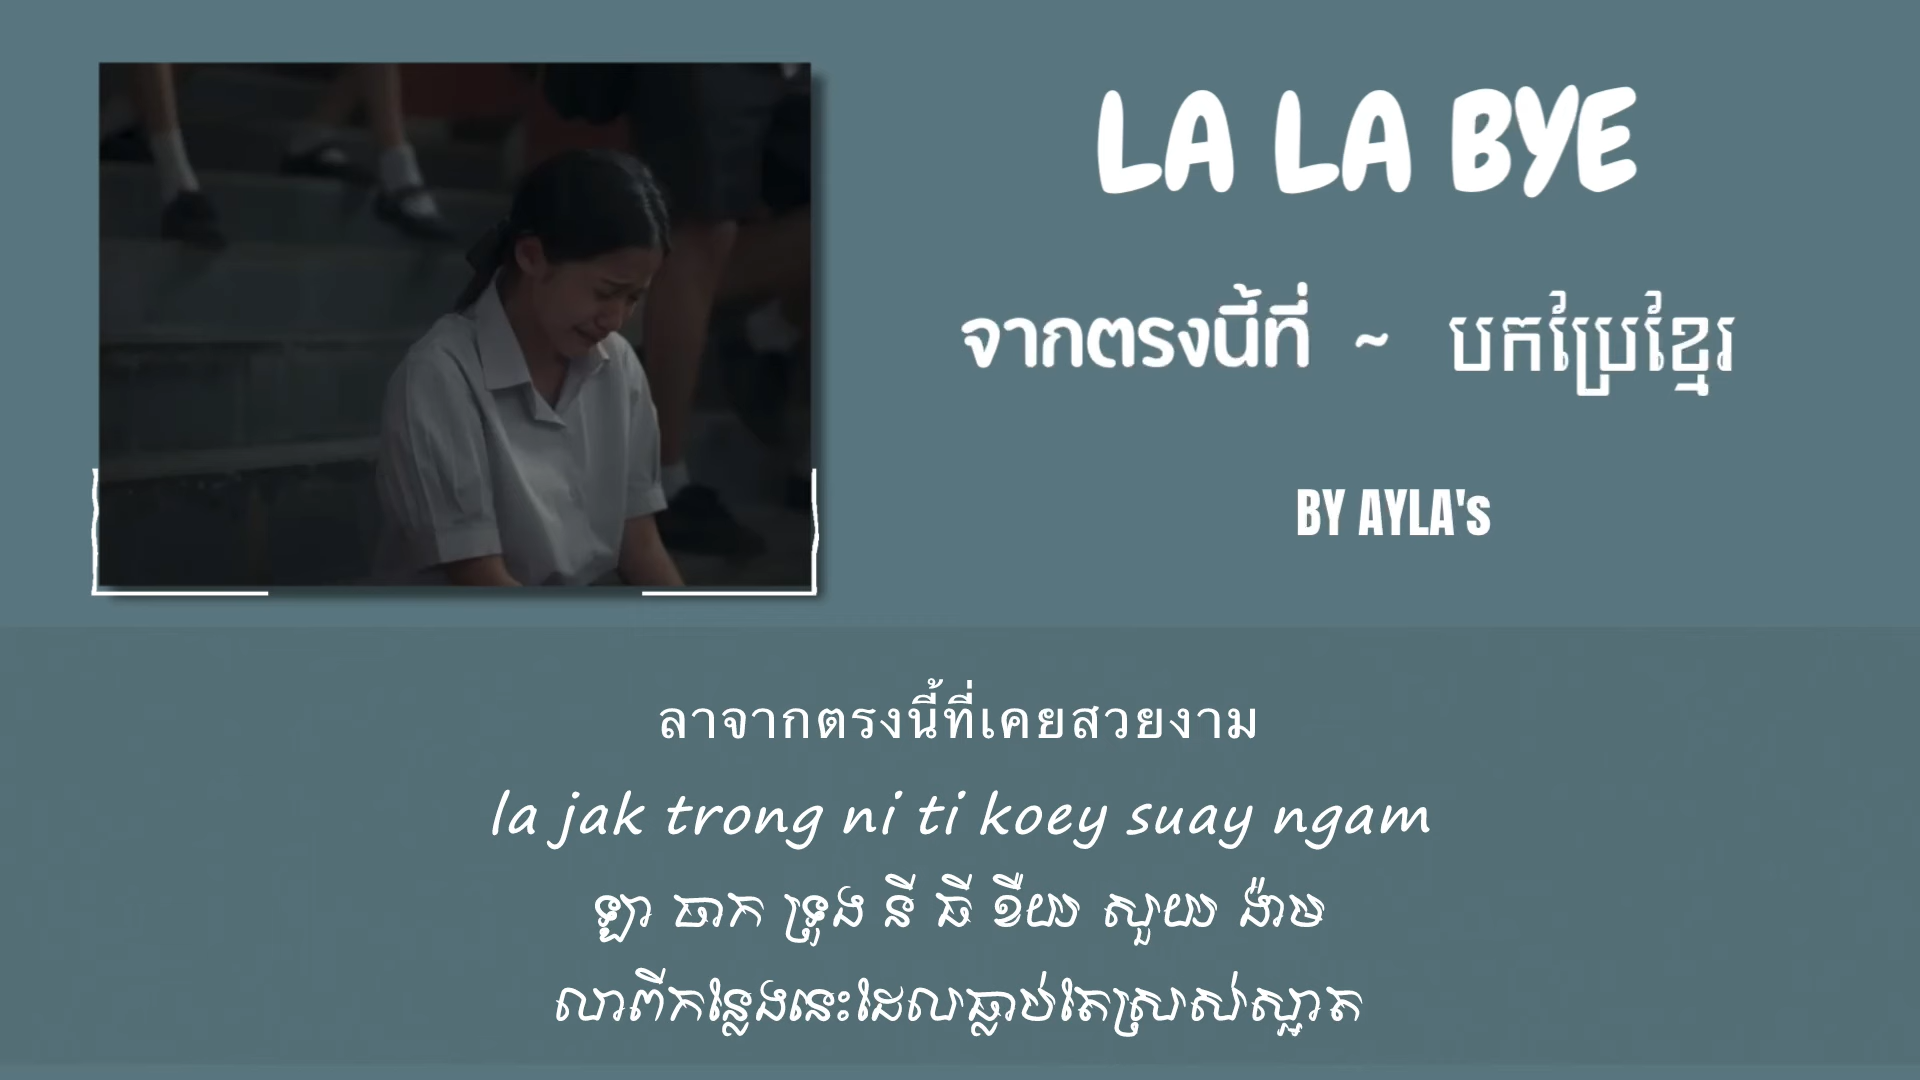 LA LA BYE
จากตรงนี้ที่ ~ បកប្រែខ្មែរ
BY AYLA's
ลาจากตรงนี้ที่เคยสวยงาม
la jak trong ni ti koey suay ngam
ឡា ចាក ទ្រុង នី ធី ខឺយ សួយ ង៉ាម
លាពីកន្លែងនេះដែលធ្លាប់តែស្រស់ស្អាត